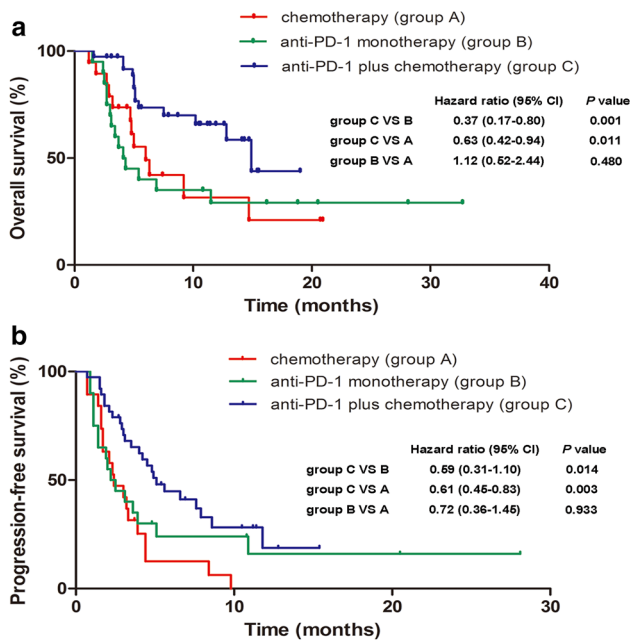 a
chemotherapy (group A)
anti-PD-1 monotherapy (group B)
anti-PD-1 plus chemotherapy (group C)
Hazard ratio (95% CI) P value
group C VS B 0.37 (0.17-0.80) 0.001
group C VS A 0.63 (0.42-0.94) 0.011
group B VS A 1.12 (0.52-2.44) 0.480
Overall survival (%)
100
50
0
0 10 20 30 40
Time (months)
b
chemotherapy (group A)
anti-PD-1 monotherapy (group B)
anti-PD-1 plus chemotherapy (group C)
Hazard ratio (95% CI) P value
group C VS B 0.59 (0.31-1.10) 0.014
group C VS A 0.61 (0.45-0.83) 0.003
group B VS A 0.72 (0.36-1.45) 0.933
Progression-free survival (%)
100
50
0
0 10 20 30
Time (months)